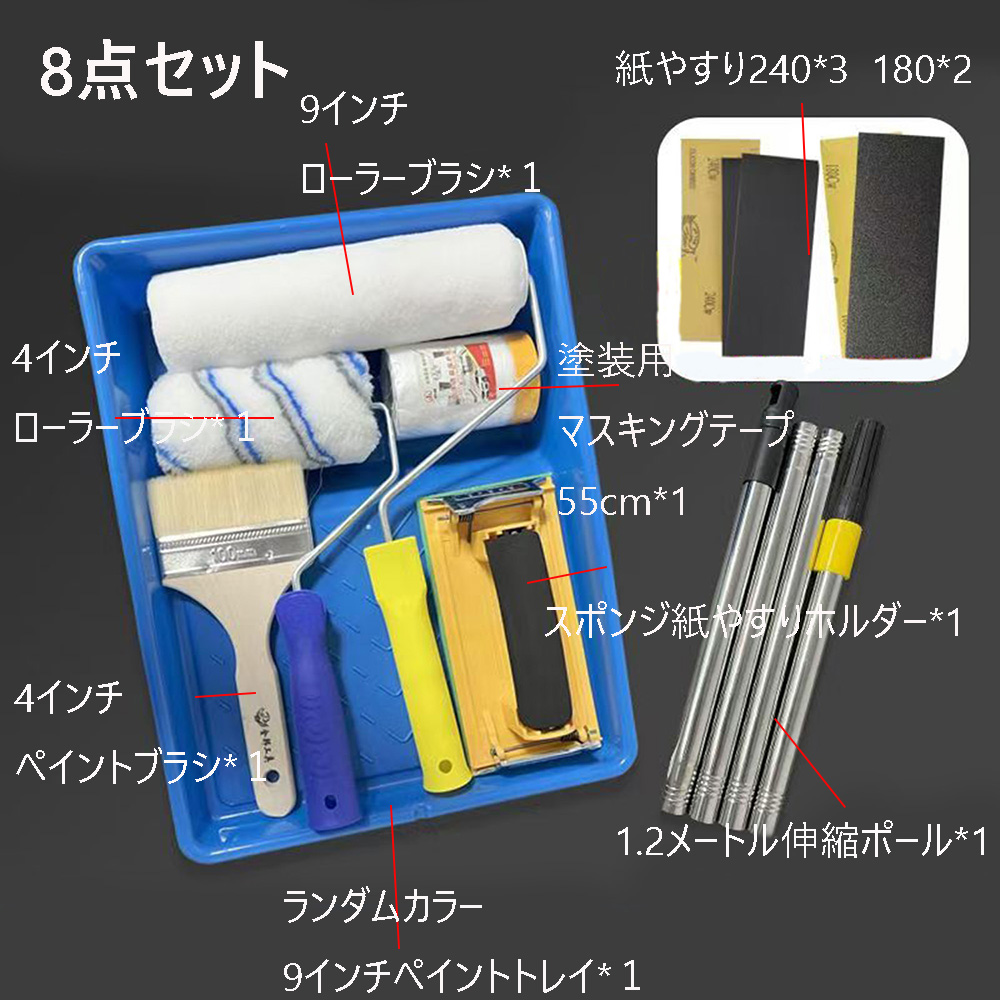 8点セット
紙やすり240*3 180*2
9インチ
ローラーブラシ* 1
4インチ
ローラーブラシ* 1
塗装用
マスキングテープ
55cm*1
100mm
スポンジ紙やすりホルダー*1
4インチ
ペイントブラシ* 1
1.2メートル伸縮ポール*1
ランダムカラー
9インチペイントトレイ* 1